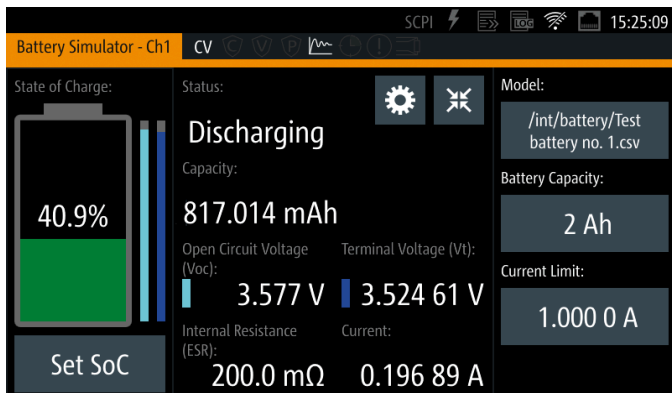 SCPI LOG 15:25:09
Battery Simulator - Ch1 CV C V P
State of Charge:
40.9%
Set SoC
Status:
Discharging
Capacity:
817.014 mAh
Open Circuit Voltage
(Voc):
3.577 V
Terminal Voltage (Vt):
3.524 61 V
Internal Resistance
(ESR):
200.0 mΩ
Current:
0.196 89 A
Model:
/int/battery/Test
battery no. 1.csv
Battery Capacity:
2 Ah
Current Limit:
1.000 0 A